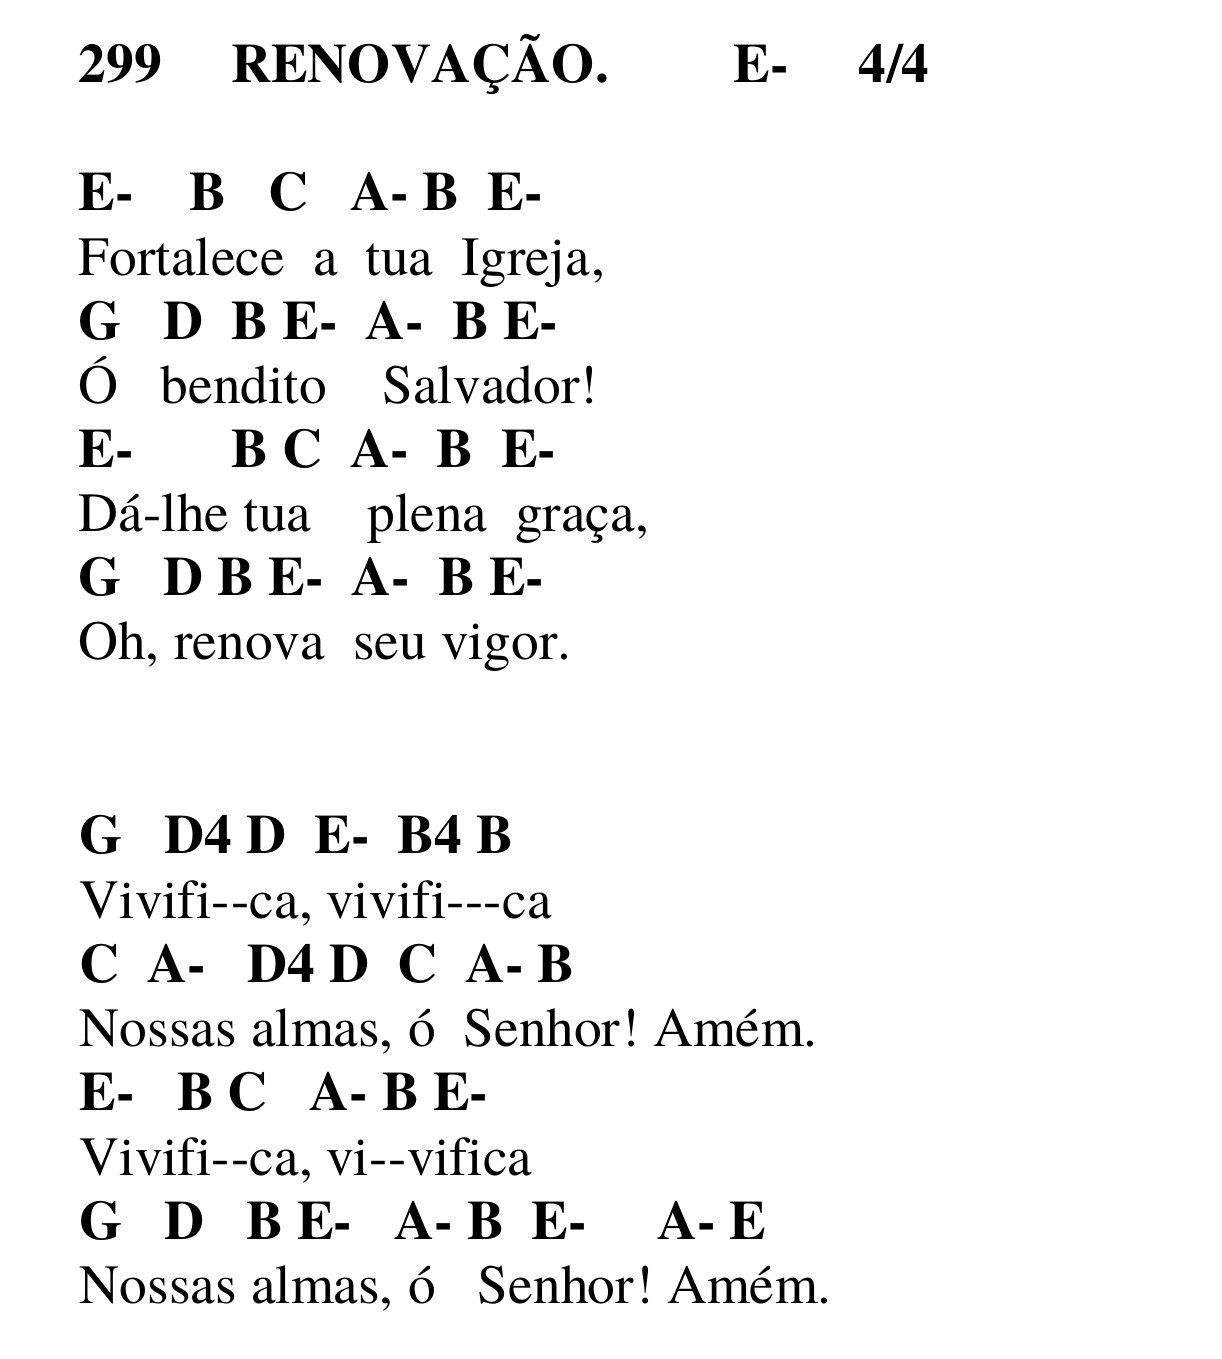 299 RENOVAÇÃO. E- 4/4
E- B C A- B E-
Fortalece a tua Igreja,
G D B E- A- B E-
Ó bendito Salvador!
E- B C A- B E-
Dá-lhe tua plena graça,
G D B E- A- B E-
Oh, renova seu vigor.
G D4 D E- B4 B
Vivifi--ca, vivifi---ca
C A- D4 D C A- B
Nossas almas, ó Senhor! Amém.
E- B C A- B E-
Vivifi--ca, vi--vifica
G D B E- A- B E- A- E
Nossas almas, ó Senhor! Amém.